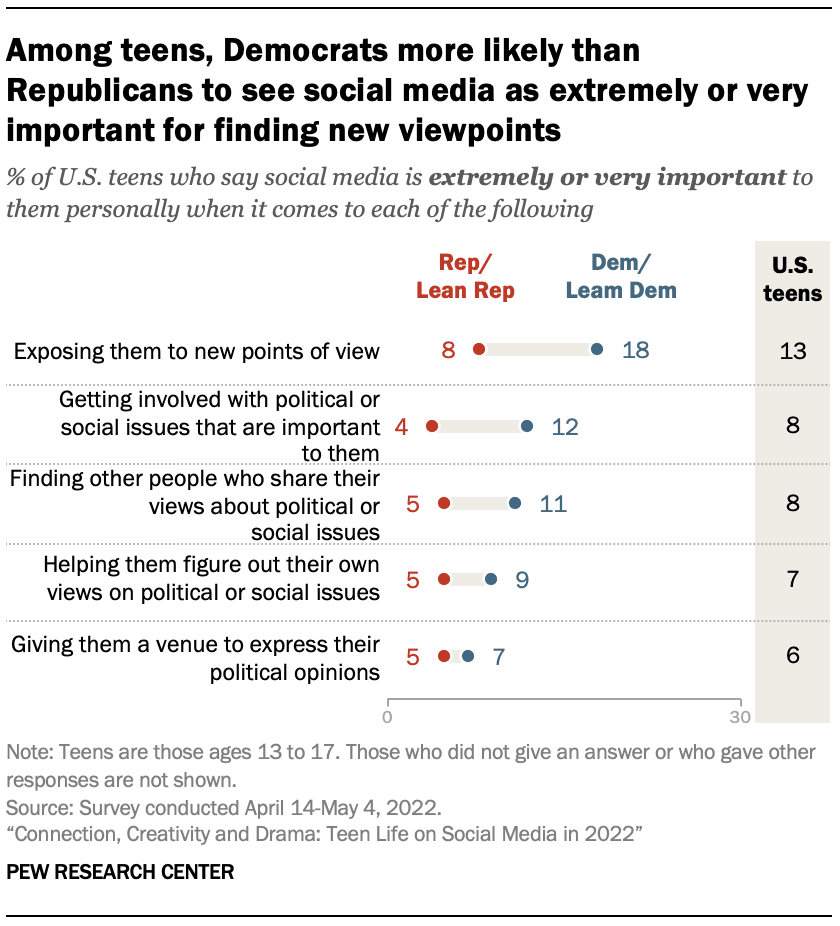 Among teens, Democrats more likely than
Republicans to see social media as extremely or very
important for finding new viewpoints
% of U.S. teens who say social media is extremely or very important to
them personally when it comes to each of the following
Rep/
Lean Rep
Dem/
Leam Dem
U.S.
teens
Exposing them to new points of view
8
18
13
Getting involved with political or
social issues that are important
to them
4
12
8
Finding other people who share their
views about political or
social issues
5
11
8
Helping them figure out their own
views on political or social issues
5
9
7
Giving them a venue to express their
political opinions
5
7
6
0
30
Note: Teens are those ages 13 to 17. Those who did not give an answer or who gave other
responses are not shown.
Source: Survey conducted April 14-May 4, 2022.
“Connection, Creativity and Drama: Teen Life on Social Media in 2022”
PEW RESEARCH CENTER